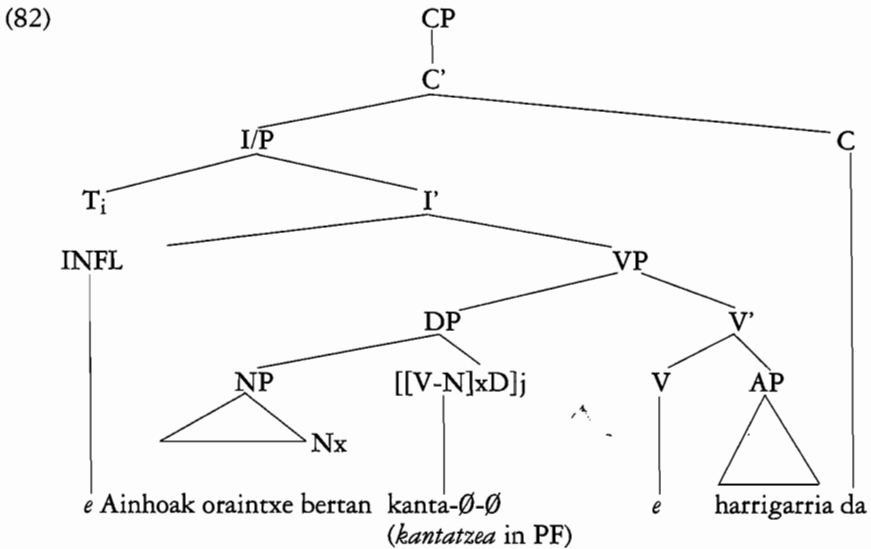 (82)
CP
C'
I/P C
Ti I'
INFL VP
DP V'
NP [[V-N]xD]j V AP
Nx
e Ainhoak oraintxe bertan kanta-Ø-Ø e harrigarria da
(kantatzea in PF)